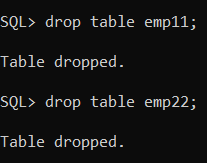 SQL> drop table emp11;
Table dropped.
SQL> drop table emp22;
Table dropped.